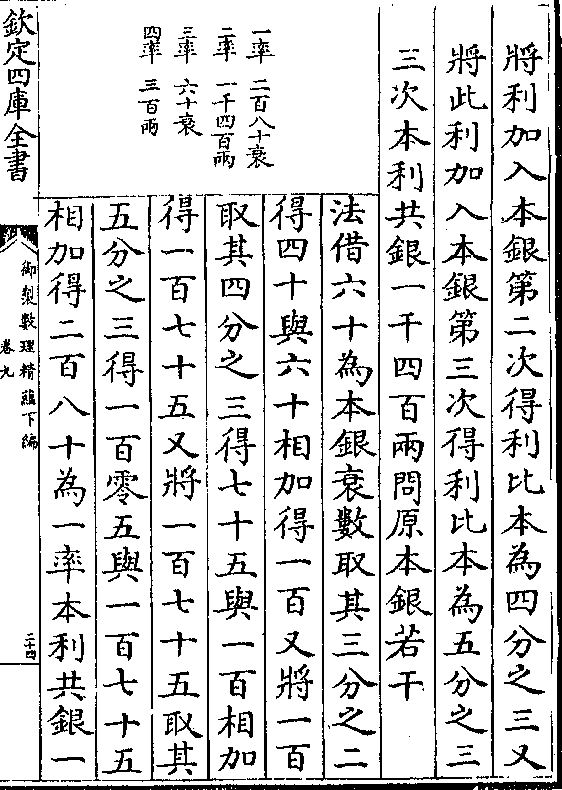 將利加入本銀第二次得利比本為四分之三又
將此利加入本銀第三次得利比本為五分之三
三次本利共銀一千四百兩問原本銀若干
法借六十為本銀衰數取其三分之二
得四十與六十相加得一百又將一百
取其四分之三得七十五與一百相加
得一百七十五又將一百七十五取其
五分之三得一百零五與一百七十五
相加得二百八十為一率本利共銀一
一率 二百八十衰
二率 一千四百兩
三率 六十衰
四率 三百兩
欽定四庫全書
御製數理精蘊下編
卷九
二十四